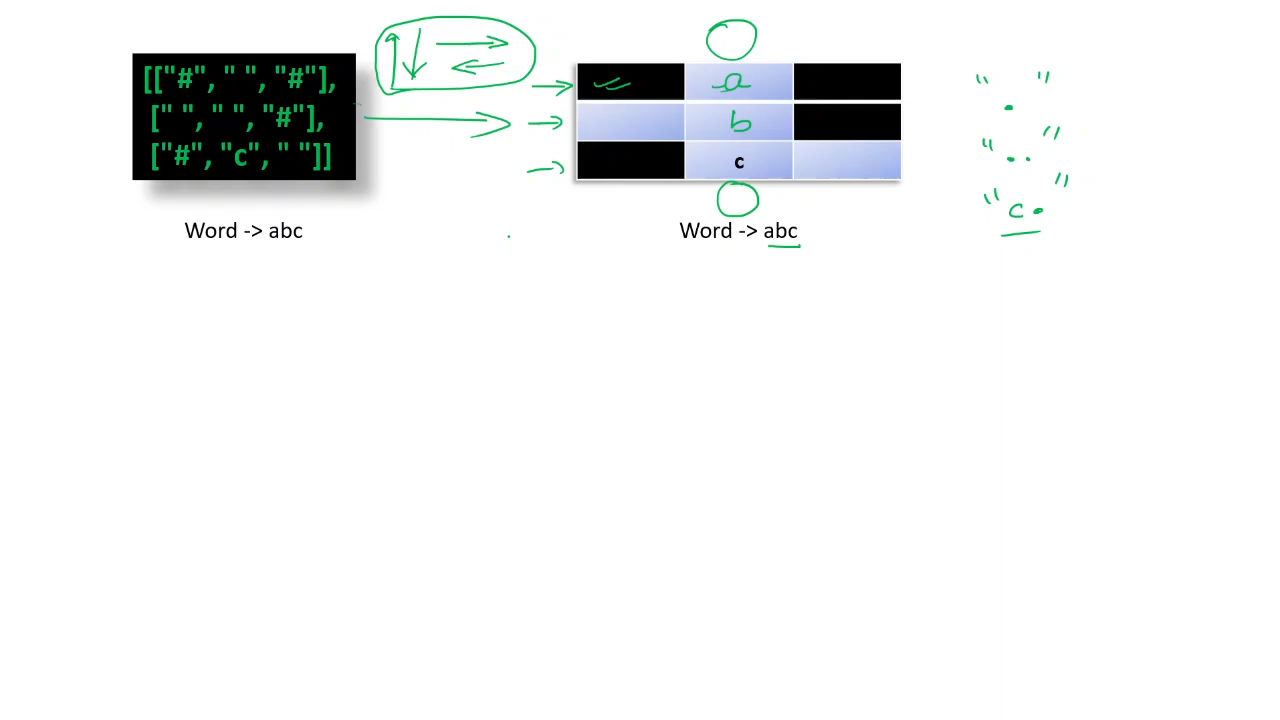 [["#", " ", "#"],
[" ", " ", "#"],
["#", "c", " "]]
Word -> abc
a
b
c
Word -> abc
" . "
" . . "
" c . "